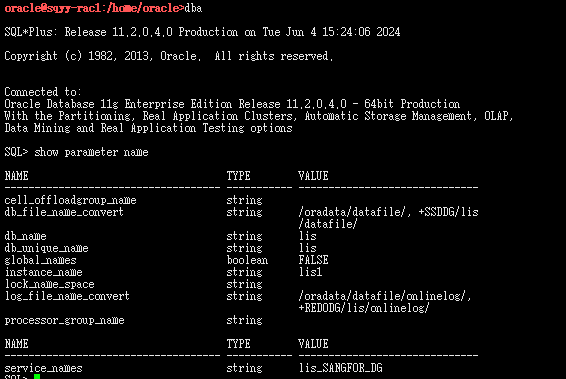 oracle@sqyy-rac1:/home/oracle>dba
SQL*Plus: Release 11.2.0.4.0 Production on Tue Jun 4 15:24:06 2024
Copyright (c) 1982, 2013, Oracle.  All rights reserved.
Connected to:
Oracle Database 11g Enterprise Edition Release 11.2.0.4.0 - 64bit Production
With the Partitioning, Real Application Clusters, Automatic Storage Management, OLAP,
Data Mining and Real Application Testing options
SQL> show parameter name
NAME                                 TYPE        VALUE
------------------------------------ ----------- ------------------------------
cell_offloadgroup_name               string
db_file_name_convert                 string      /oradata/datafile/, +SSDDG/lis
                                                 /datafile/
db_name                              string      lis
db_unique_name                       string      lis
global_names                         boolean     FALSE
instance_name                        string      lis1
lock_name_space                      string
log_file_name_convert                string      /oradata/datafile/onlinelog/,
                                                 +REDODG/lis/onlinelog/
processor_group_name                 string
NAME                                 TYPE        VALUE
------------------------------------ ----------- ------------------------------
service_names                        string      lis_SANGFOR_DG
SQL>